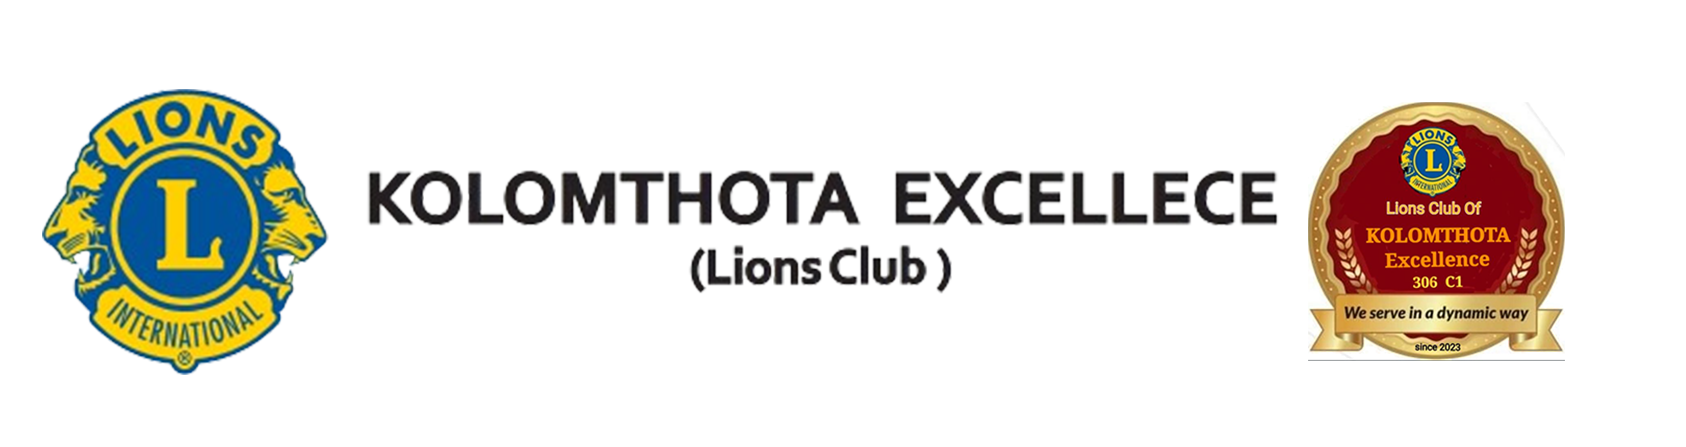 LIONS
L
INTERNATIONAL
®
KOLOMTHOTA EXCELLECE
(Lions Club )
LIONS
L
INTERNATIONAL
Lions Club Of
KOLOMTHOTA
Excellence
306 C1
We serve in a dynamic way
since 2023